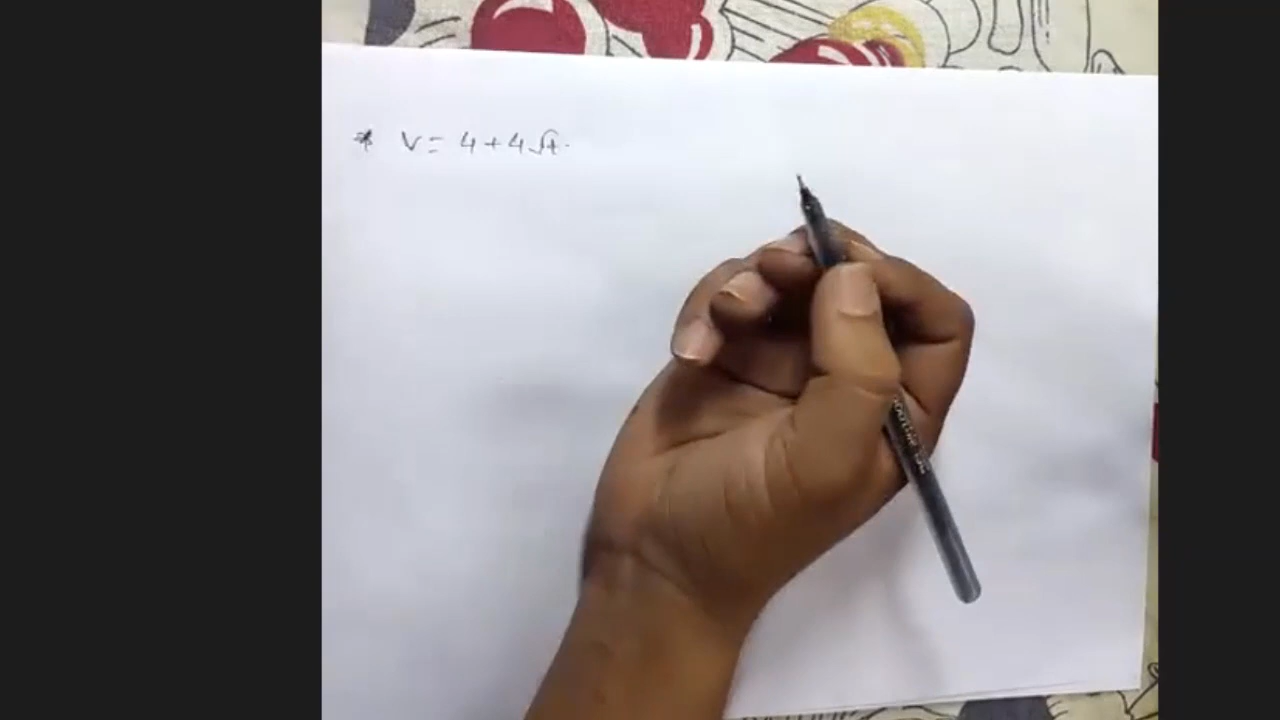 * V = 4 + 4√t.